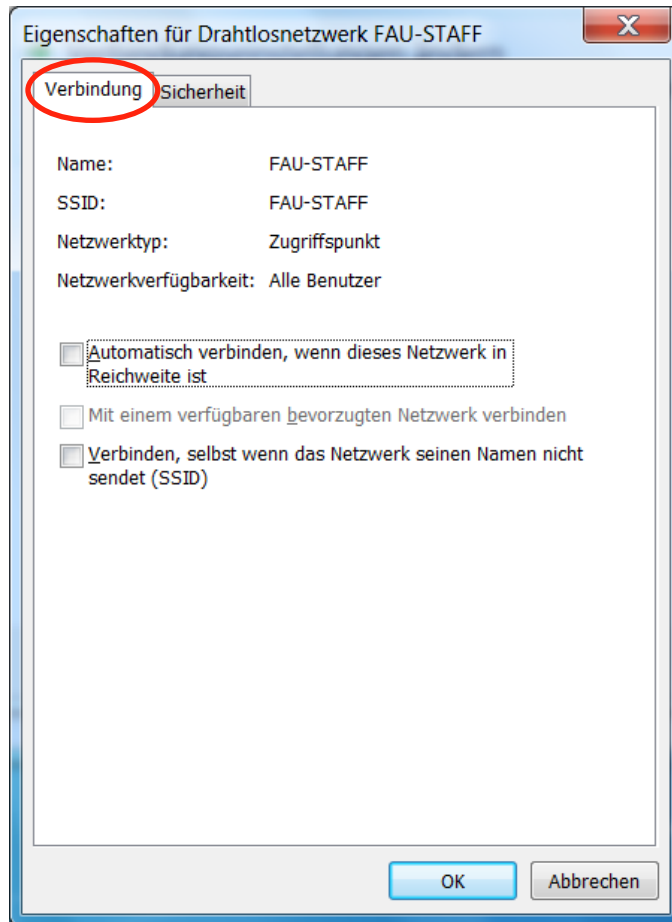 Eigenschaften für Drahtlosnetzwerk FAU-STAFF
Verbindung Sicherheit
Name: FAU-STAFF
SSID: FAU-STAFF
Netzwerktyp: Zugriffspunkt
Netzwerkverfügbarkeit: Alle Benutzer
Automatisch verbinden, wenn dieses Netzwerk in
Reichweite ist
Mit einem verfügbaren bevorzugten Netzwerk verbinden
Verbinden, selbst wenn das Netzwerk seinen Namen nicht
sendet (SSID)
OK Abbrechen